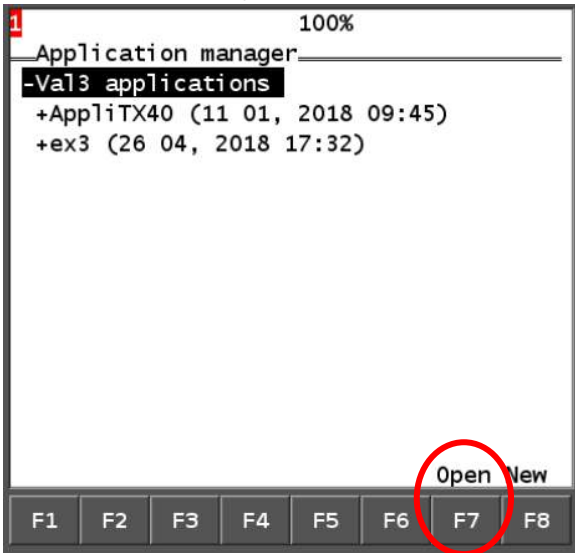 1 100%
Application manager
-Val3 applications
+AppliTX40 (11 01, 2018 09:45)
+ex3 (26 04, 2018 17:32)
Open New
F1 F2 F3 F4 F5 F6 F7 F8